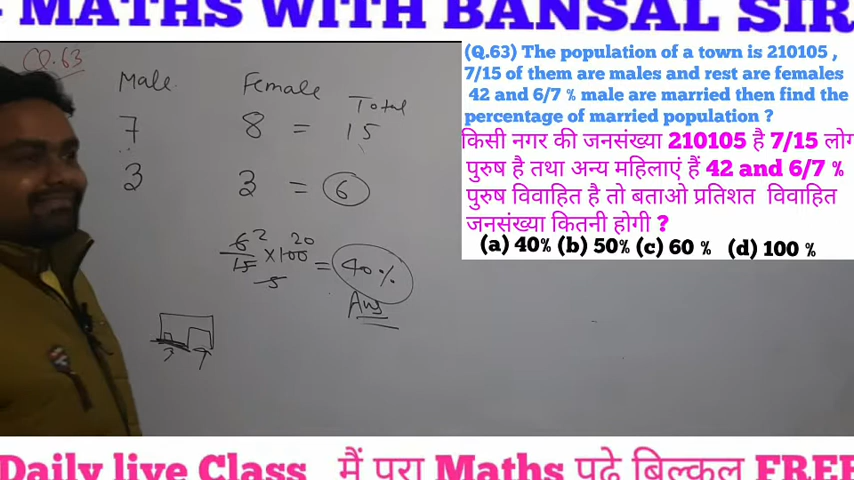 - MATHS WITH BANSAL SIR
Q.63
(Q.63) The population of a town is 210105 ,
7/15 of them are males and rest are females
42 and 6/7 % male are married then find the
percentage of married population ?
किसी नगर की जनसंख्या 210105 है 7/15 लोग
पुरुष है तथा अन्य महिलाएं हैं 42 and 6/7 %
पुरुष विवाहित है तो बताओ प्रतिशत विवाहित
जनसंख्या कितनी होगी ?
(a) 40% (b) 50% (c) 60 % (d) 100 %
Male Female Total
7 8 = 15
3 3 = 6
6 2 20
15 ×100 = 40%
5
Ans
Daily live Class में पूरा Maths पढ़े बिल्कुल FREE